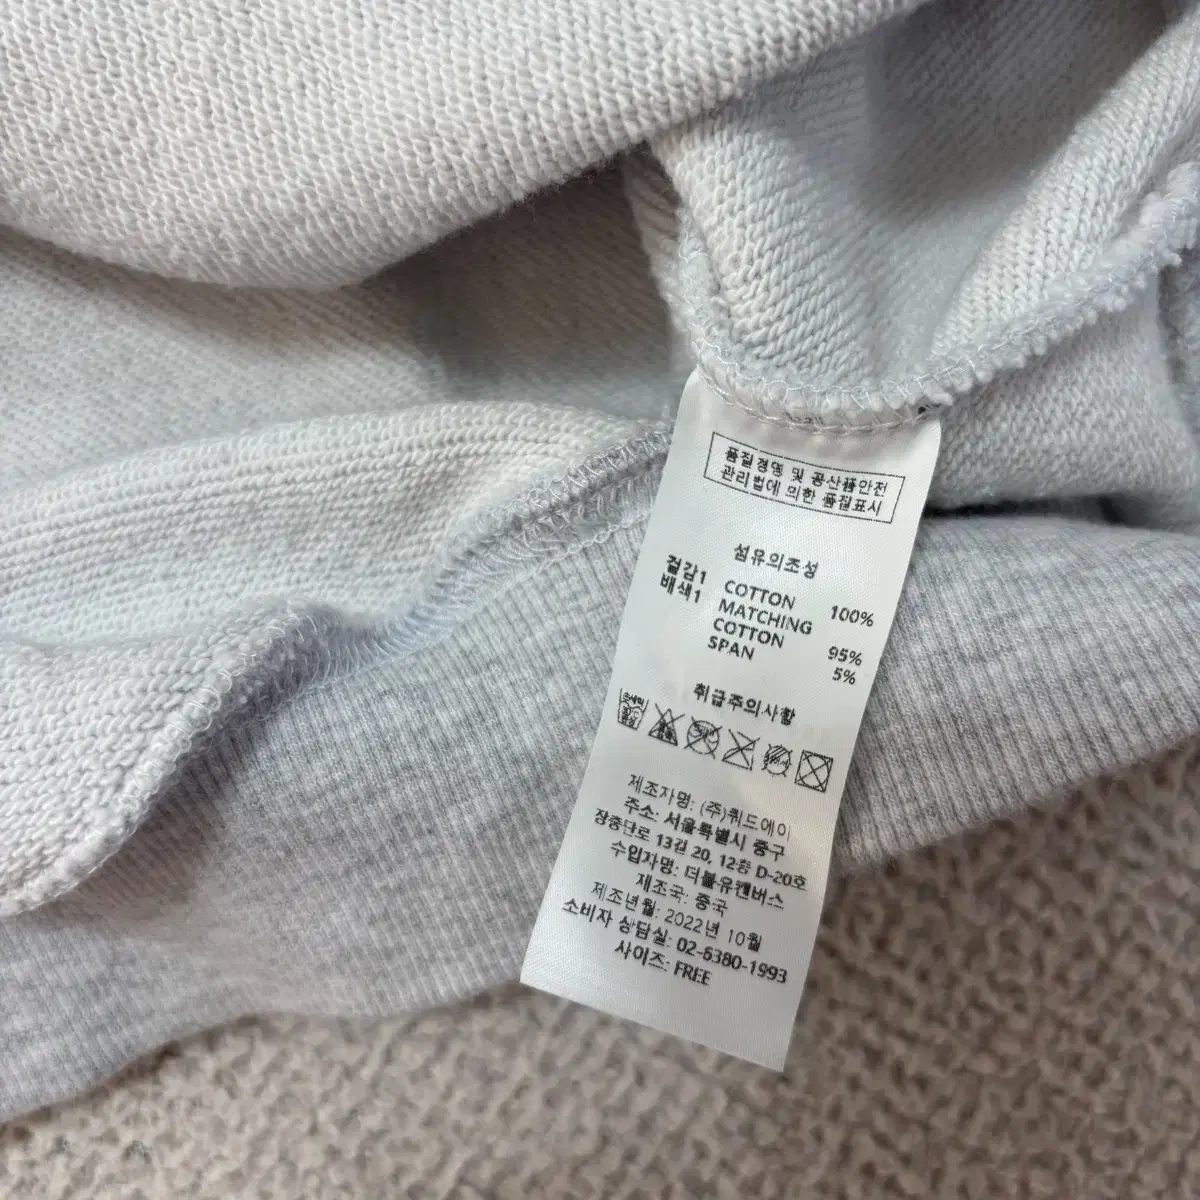 품질경영 및 공산품안전
관리법에 의한 품질표시
섬유의조성
겉감1 COTTON 100%
배색1 MATCHING
COTTON 95%
SPAN 5%
취급주의사항
제조자명: (주)쿼드에이
주소: 서울특별시 중구
장충단로 13길 20, 12층 D-20호
수입자명: 더블유캔버스
제조국: 중국
제조년월: 2022년 10월
소비자 상담실: 02-6380-1993
사이즈: FREE